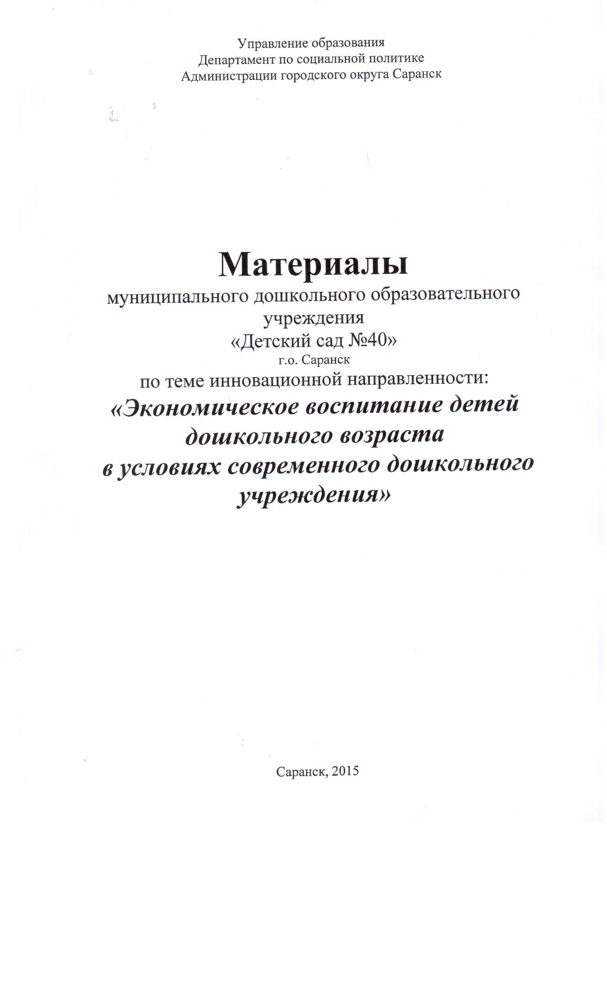 Управление образования
Департамент по социальной политике
Администрации городского округа Саранск
Материалы
муниципального дошкольного образовательного
учреждения
«Детский сад №40»
г.о. Саранск
по теме инновационной направленности:
«Экономическое воспитание детей
дошкольного возраста
в условиях современного дошкольного
учреждения»
Саранск, 2015